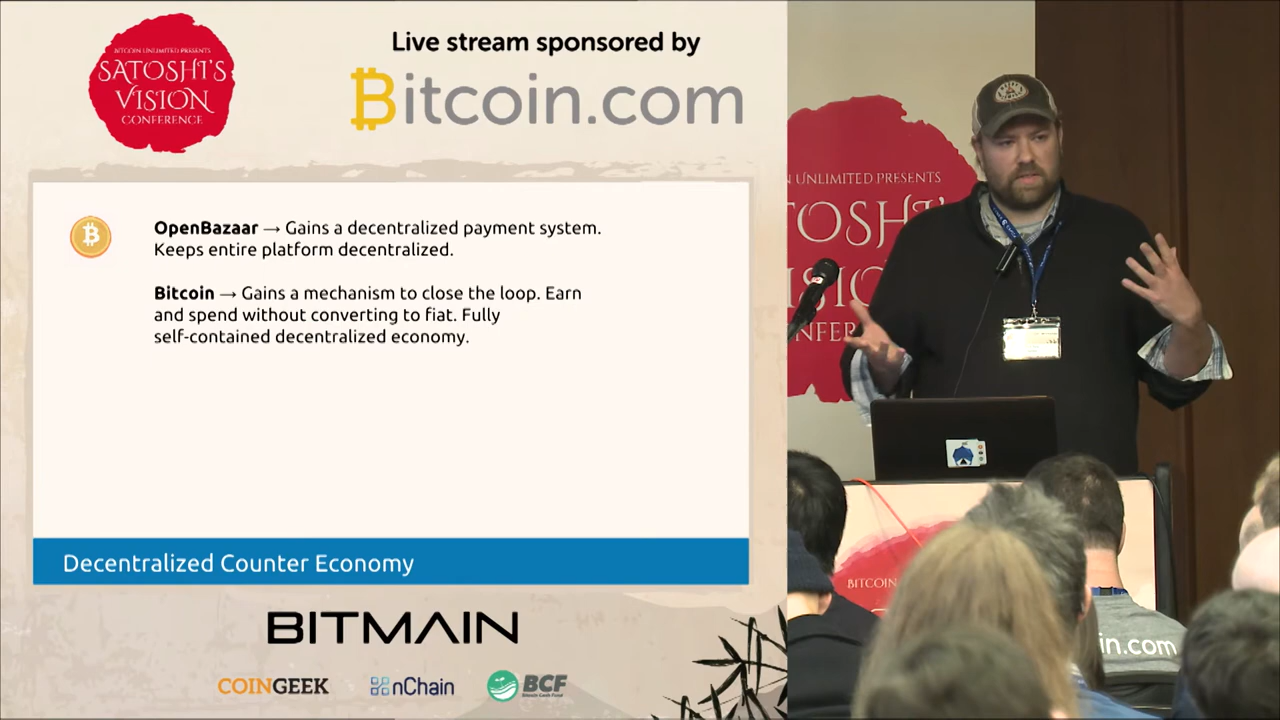 BITCOIN UNLIMITED PRESENTS
SATOSHI'S
VISION
CONFERENCE
Live stream sponsored by
Bitcoin.com
OpenBazaar → Gains a decentralized payment system.
Keeps entire platform decentralized.
Bitcoin → Gains a mechanism to close the loop. Earn
and spend without converting to fiat. Fully
self-contained decentralized economy.
Decentralized Counter Economy
BITMAIN
COINGEEK
nChain
BCF
N UNLIMITED PRESENTS
TOSHI'
ISI
NFER
BITCOIN
in.com